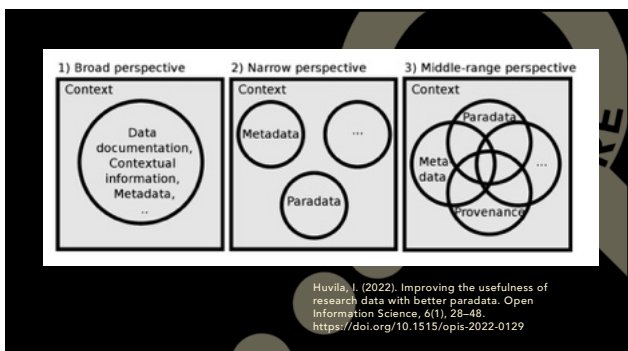 1) Broad perspective
Context
Data
documentation,
Contextual
information,
Metadata,
..
2) Narrow perspective
Context
Metadata
...
Paradata
3) Middle-range perspective
Context
Paradata
Meta
data
...
Provenance
RE
Huvila, I. (2022). Improving the usefulness of
research data with better paradata. Open
Information Science, 6(1), 28–48.
https://doi.org/10.1515/opis-2022-0129